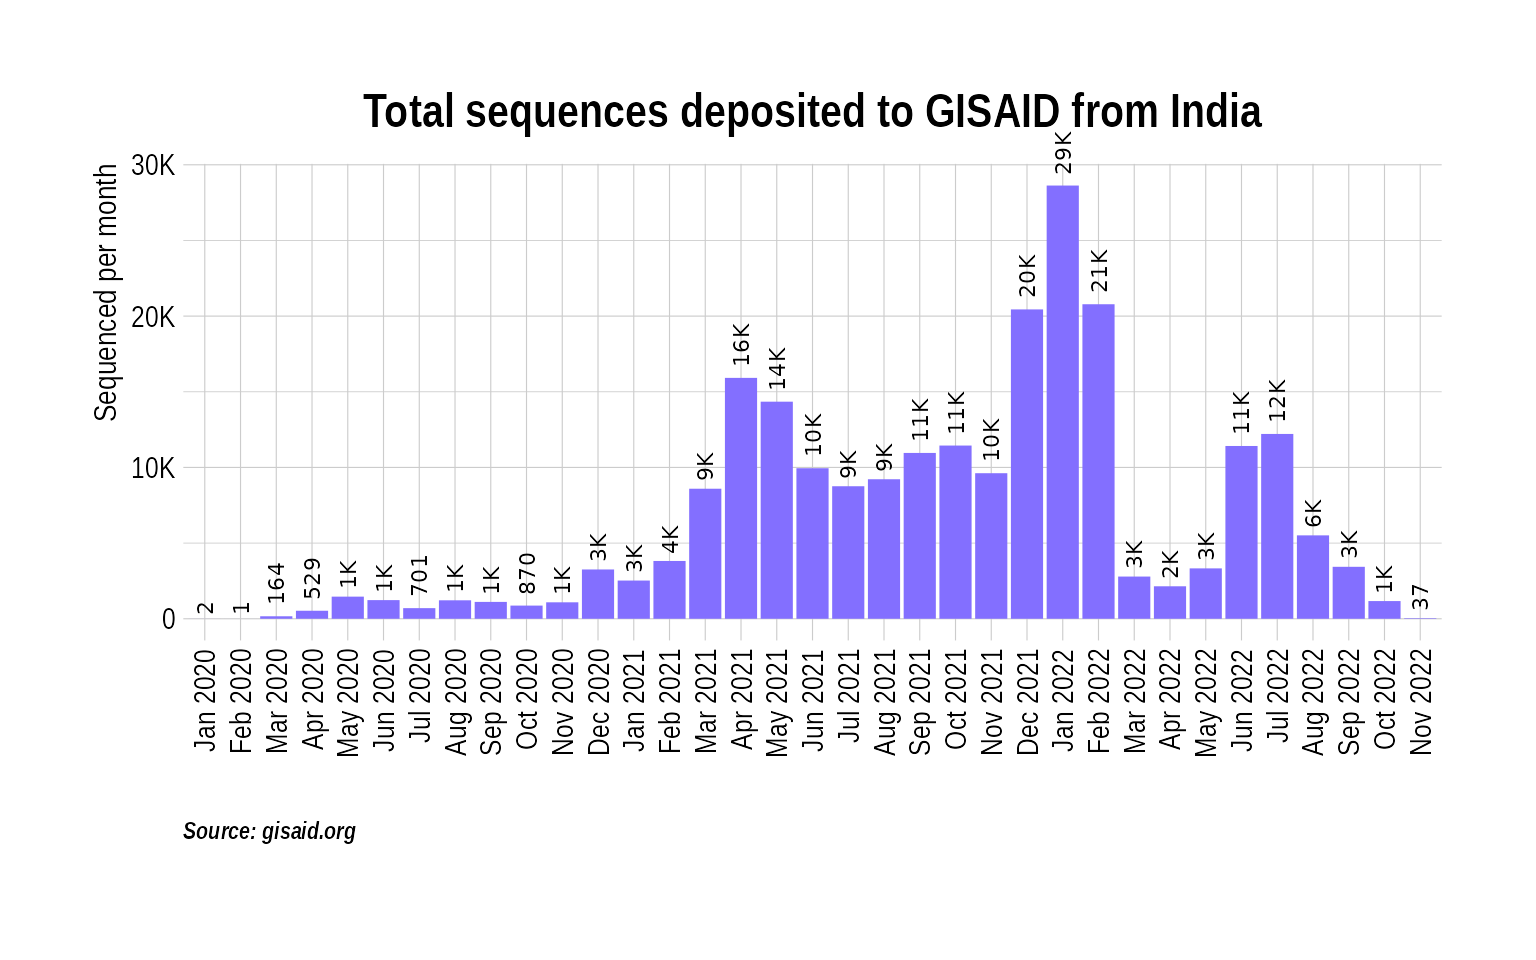 Total sequences deposited to GISAID from India
Sequenced per month
30K
20K
10K
0
2
1
164
529
1K
1K
701
1K
1K
870
1K
3K
3K
4K
9K
16K
14K
10K
9K
9K
11K
11K
10K
20K
29K
21K
3K
2K
3K
11K
12K
6K
3K
1K
37
Jan 2020
Feb 2020
Mar 2020
Apr 2020
May 2020
Jun 2020
Jul 2020
Aug 2020
Sep 2020
Oct 2020
Nov 2020
Dec 2020
Jan 2021
Feb 2021
Mar 2021
Apr 2021
May 2021
Jun 2021
Jul 2021
Aug 2021
Sep 2021
Oct 2021
Nov 2021
Dec 2021
Jan 2022
Feb 2022
Mar 2022
Apr 2022
May 2022
Jun 2022
Jul 2022
Aug 2022
Sep 2022
Oct 2022
Nov 2022
Source: gisaid.org